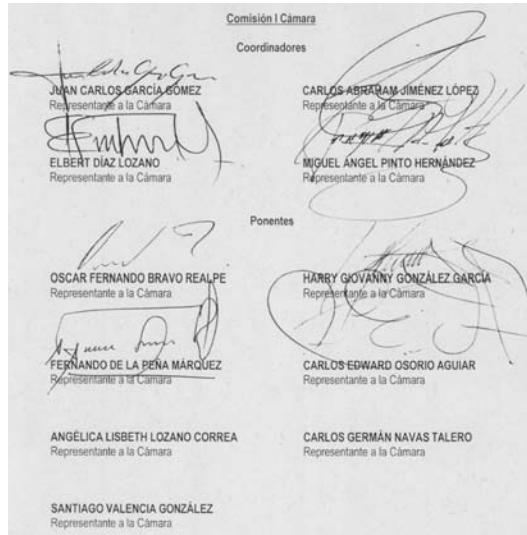 Comisión I Cámara
Coordinadores
JUAN CARLOS GARCÍA GÓMEZ
Representante a la Cámara
CARLOS ABRAHAM JIMÉNEZ LÓPEZ
Representante a la Cámara
ELBERT DÍAZ LOZANO
Representante a la Cámara
MIGUEL ÁNGEL PINTO HERNÁNDEZ
Representante a la Cámara
Ponentes
OSCAR FERNANDO BRAVO REALPE
Representante a la Cámara
HARRY GIOVANNY GONZÁLEZ GARCÍA
Representante a la Cámara
FERNANDO DE LA PEÑA MÁRQUEZ
Representante a la Cámara
CARLOS EDWARD OSORIO AGUIAR
Representante a la Cámara
ANGÉLICA LISBETH LOZANO CORREA
Representante a la Cámara
CARLOS GERMÁN NAVAS TALERO
Representante a la Cámara
SANTIAGO VALENCIA GONZÁLEZ
Representante a la Cámara